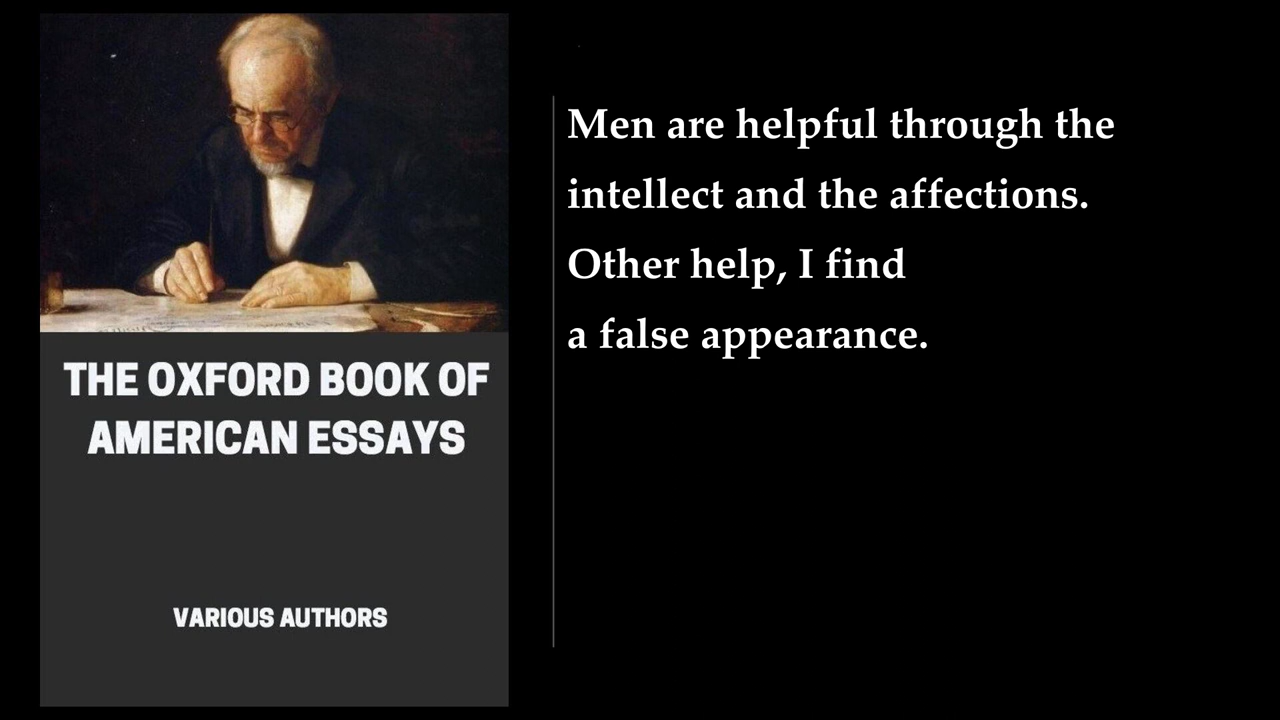 THE OXFORD BOOK OF
AMERICAN ESSAYS
VARIOUS AUTHORS
Men are helpful through the
intellect and the affections.
Other help, I find
a false appearance.